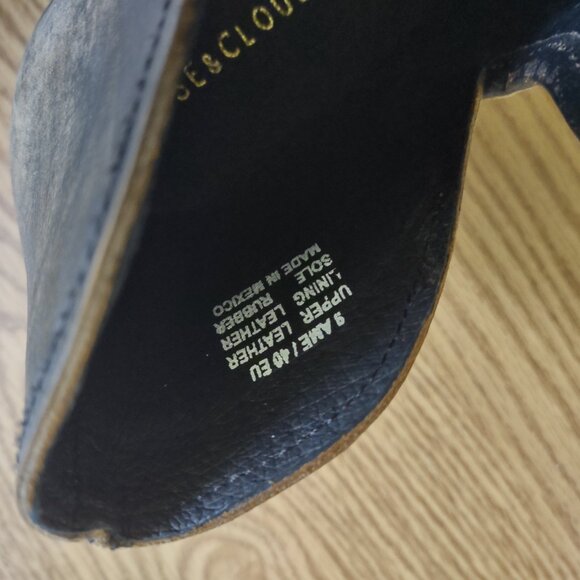 SE&CLOU
9 AME / 40 EU
UPPER LEATHER
LINING LEATHER
SOLE RUBBER
MADE IN MEXICO